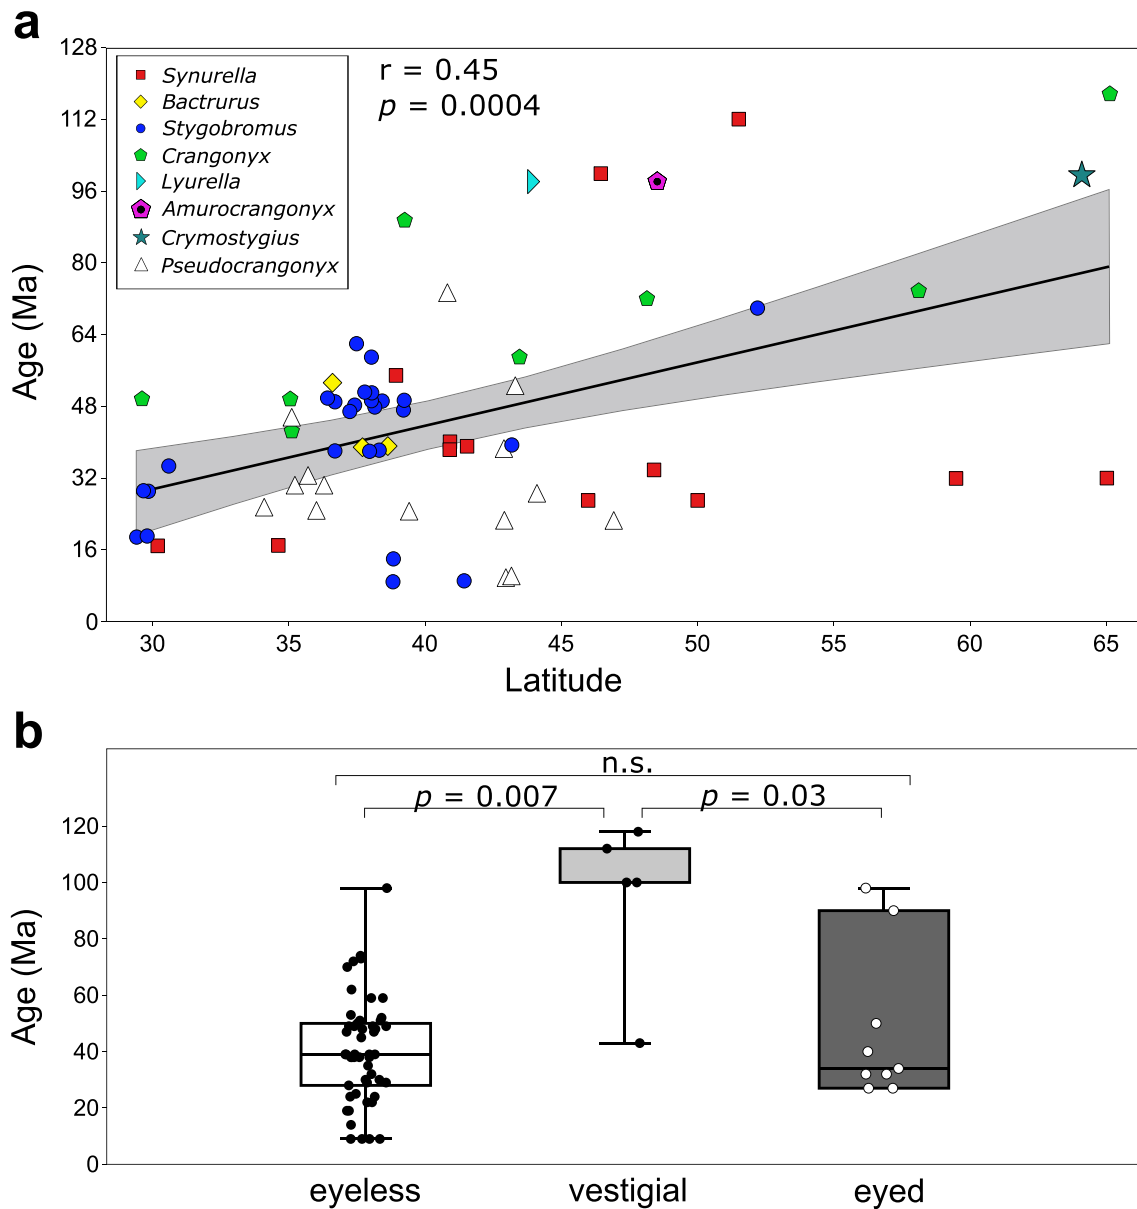 a
128
112
96
80
64
48
32
16
0
Age (Ma)
Synurella
Bactrurus
Stygobromus
Crangonyx
Lyurella
Amurocrangonyx
Crymostygius
Pseudocrangonyx
r = 0.45
p = 0.0004
30 35 40 45 50 55 60 65
Latitude
b
n.s.
p = 0.007 p = 0.03
120
100
80
60
40
20
0
Age (Ma)
eyeless vestigial eyed